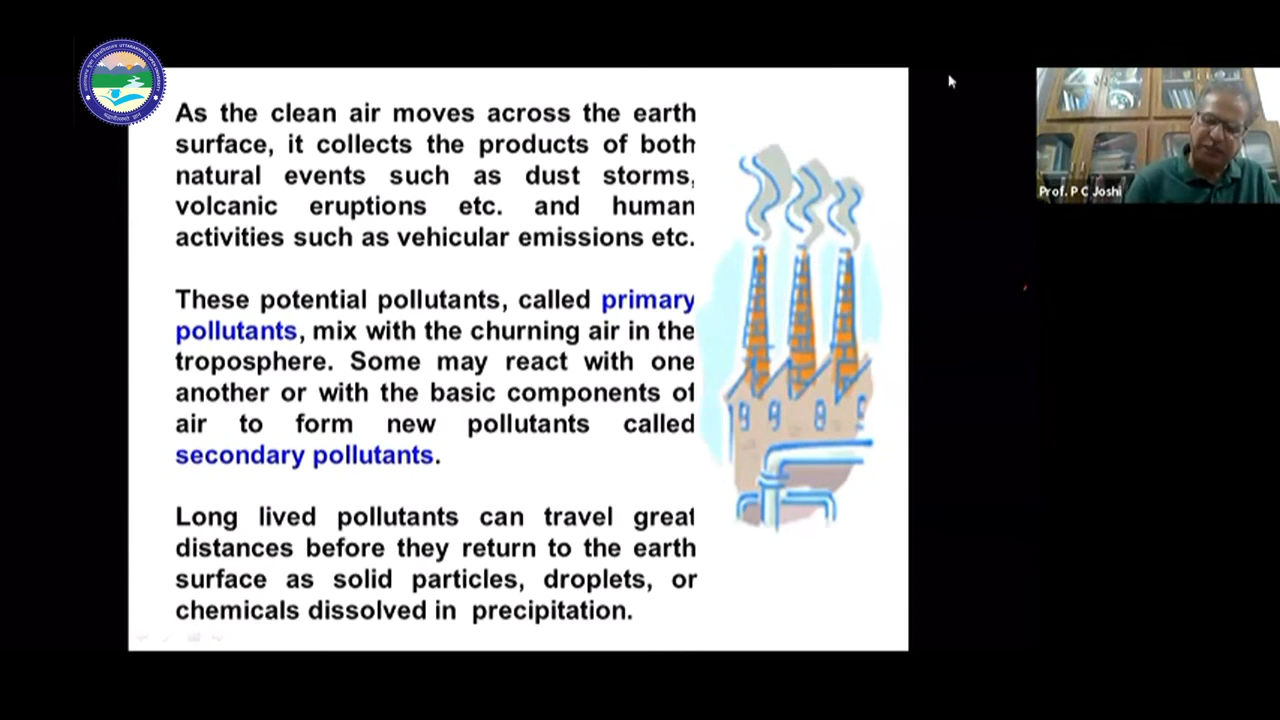 As the clean air moves across the earth
surface, it collects the products of both
natural events such as dust storms,
volcanic eruptions etc. and human
activities such as vehicular emissions etc.
These potential pollutants, called primary
pollutants, mix with the churning air in the
troposphere. Some may react with one
another or with the basic components of
air to form new pollutants called
secondary pollutants.
Long lived pollutants can travel great
distances before they return to the earth
surface as solid particles, droplets, or
chemicals dissolved in precipitation.
Prof. P C Joshi